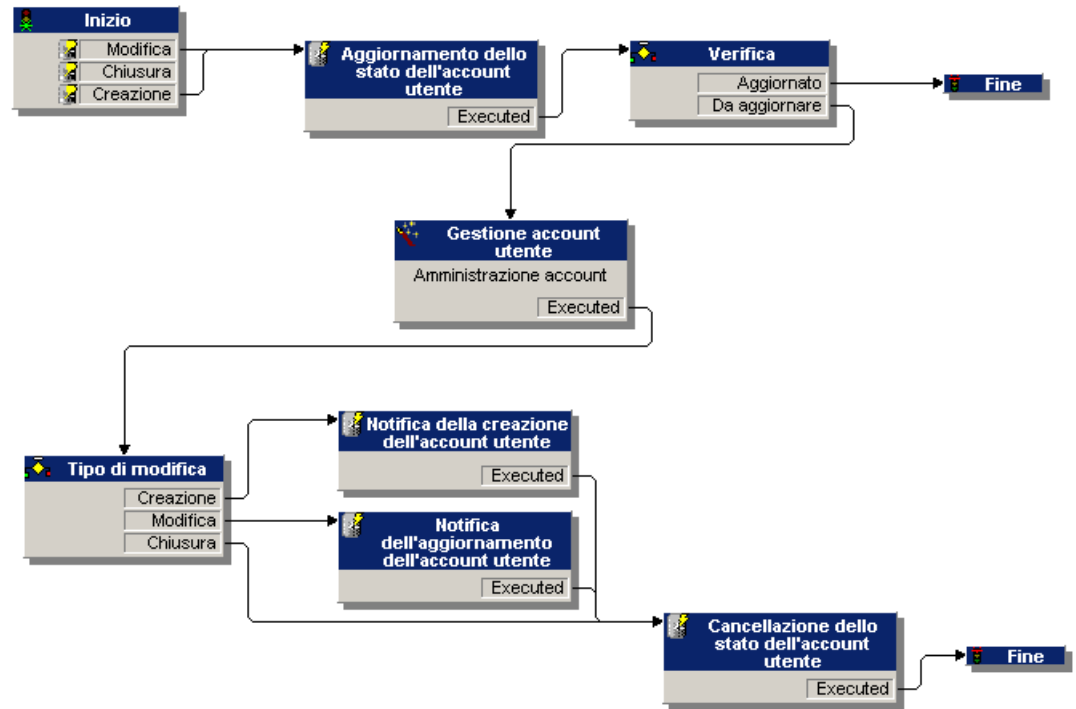 Inizio
Modifica
Chiusura
Creazione
Aggiornamento dello
stato dell'account
utente
Executed
Verifica
Aggiornato
Da aggiornare
Fine
Gestione account
utente
Amministrazione account
Executed
Tipo di modifica
Creazione
Modifica
Chiusura
Notifica della creazione
dell'account utente
Executed
Notifica
dell'aggiornamento
dell'account utente
Executed
Cancellazione dello
stato dell'account
utente
Executed
Fine